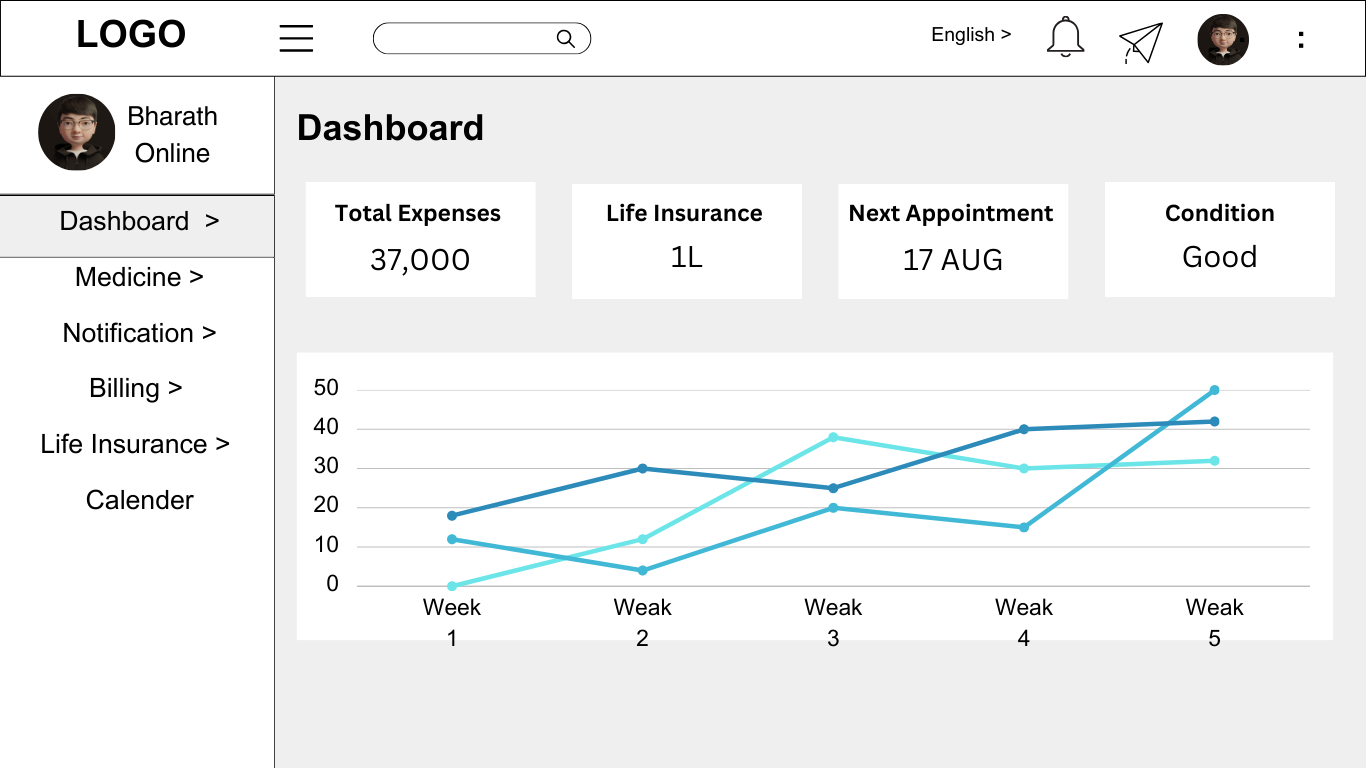 LOGO
English >
Bharath
Online
Dashboard >
Medicine >
Notification >
Billing >
Life Insurance >
Calender
Dashboard
Total Expenses
37,000
Life Insurance
1L
Next Appointment
17 AUG
Condition
Good
50
40
30
20
10
0
Week Weak Weak Weak Weak
1 2 3 4 5